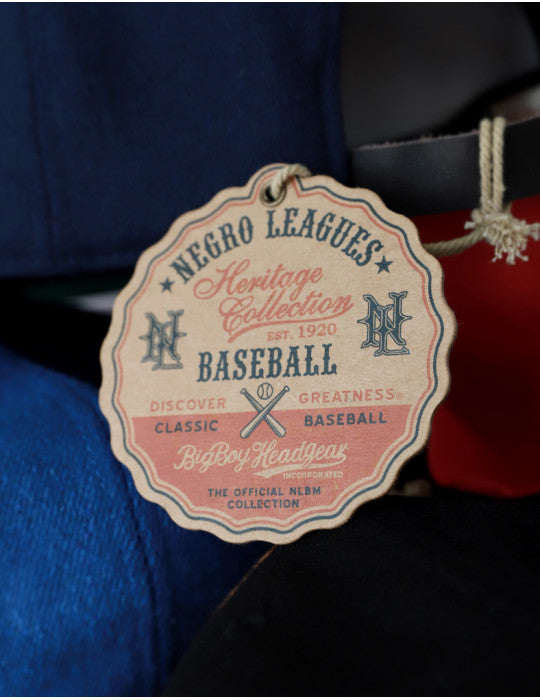 NEGRO LEAGUES
Heritage
Collection
EST. 1920
NL NL
BASEBALL
DISCOVER GREATNESS®
CLASSIC BASEBALL
BigBoy Headgear
INCORPORATED
THE OFFICIAL NLBM
COLLECTION